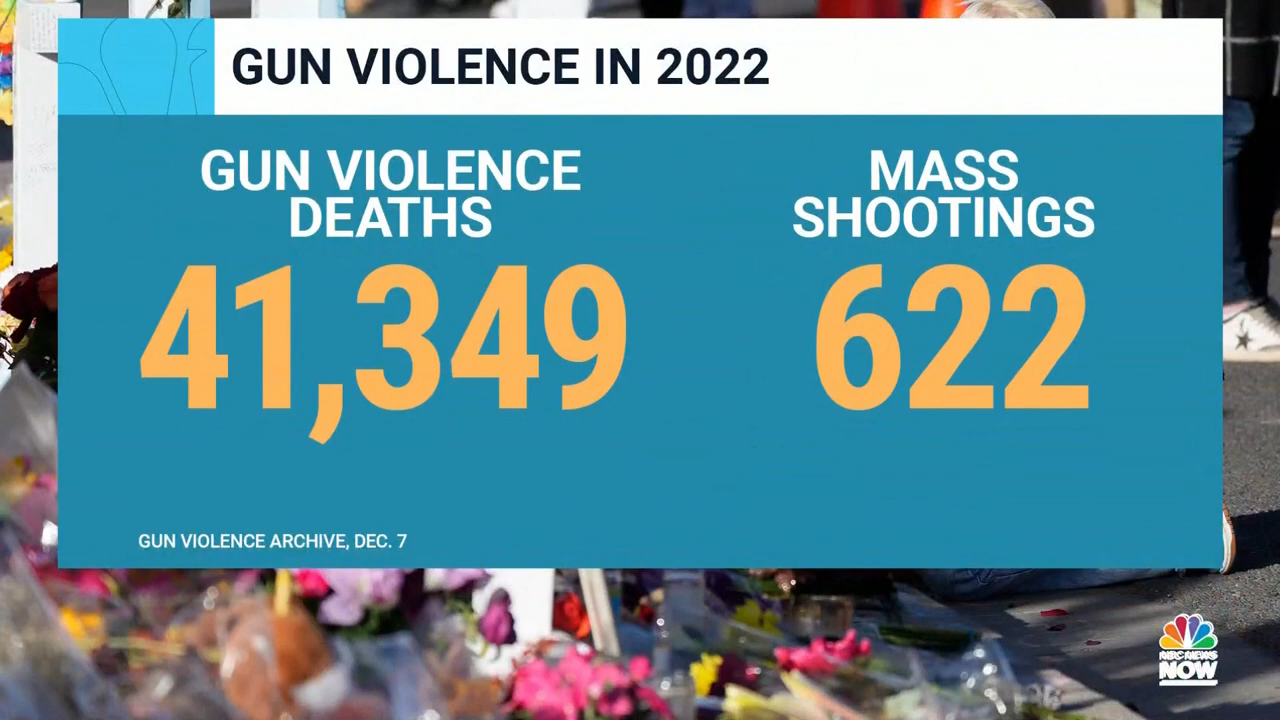 GUN VIOLENCE IN 2022
GUN VIOLENCE
DEATHS
41,349
MASS
SHOOTINGS
622
GUN VIOLENCE ARCHIVE, DEC. 7
NBC NEWS
NOW